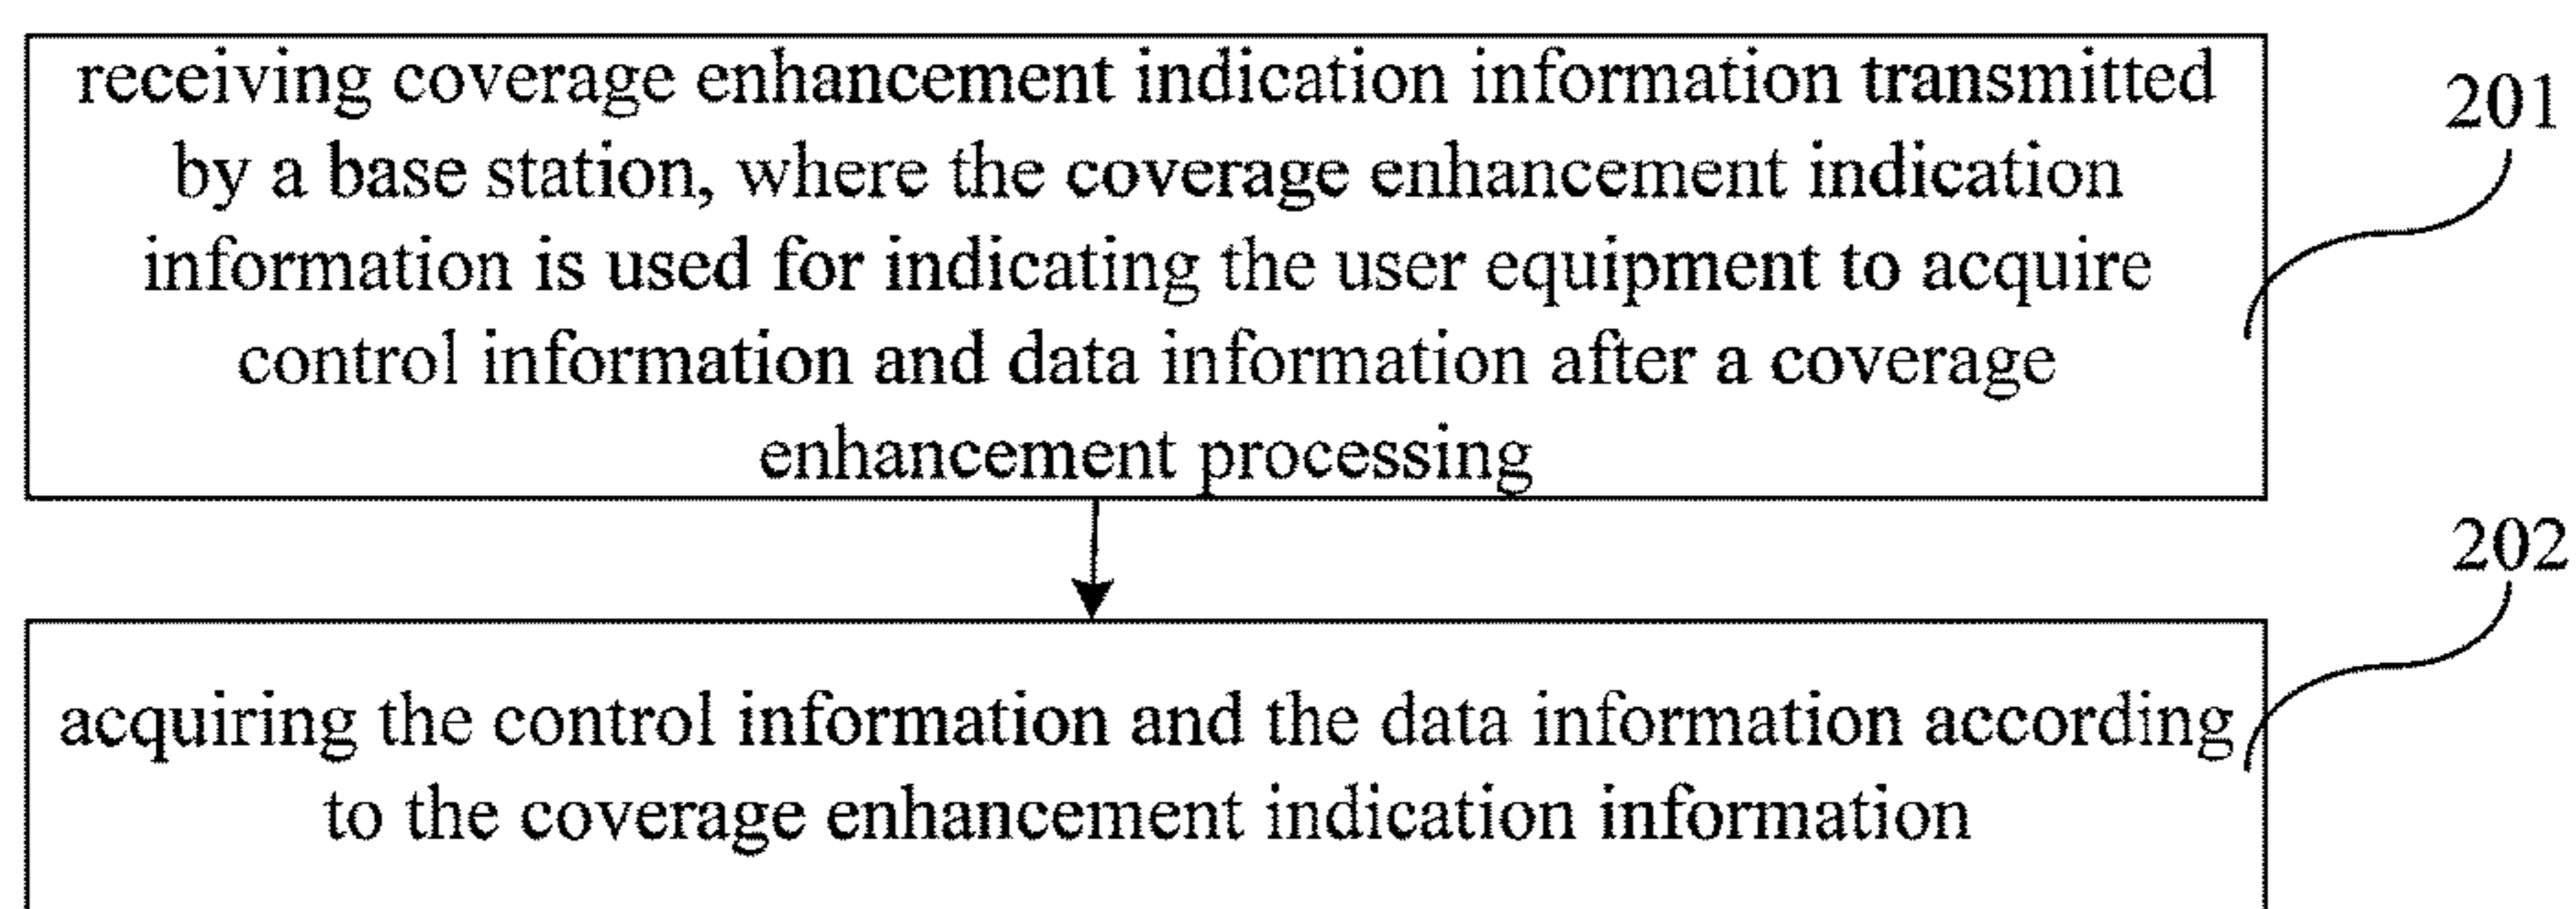 receiving coverage enhancement indication information transmitted
by a base station, where the coverage enhancement indication
information is used for indicating the user equipment to acquire
control information and data information after a coverage
enhancement processing
201
202
acquiring the control information and the data information according
to the coverage enhancement indication information